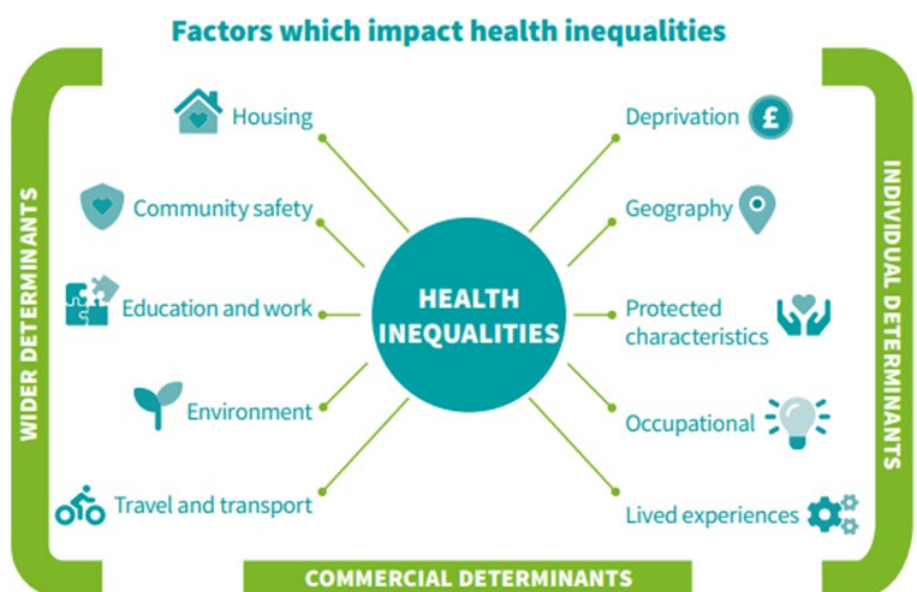 Factors which impact health inequalities
WIDER DETERMINANTS
Housing
Community safety
Education and work
Environment
Travel and transport
HEALTH
INEQUALITIES
Deprivation
£
Geography
Protected
characteristics
Occupational
Lived experiences
INDIVIDUAL DETERMINANTS
COMMERCIAL DETERMINANTS